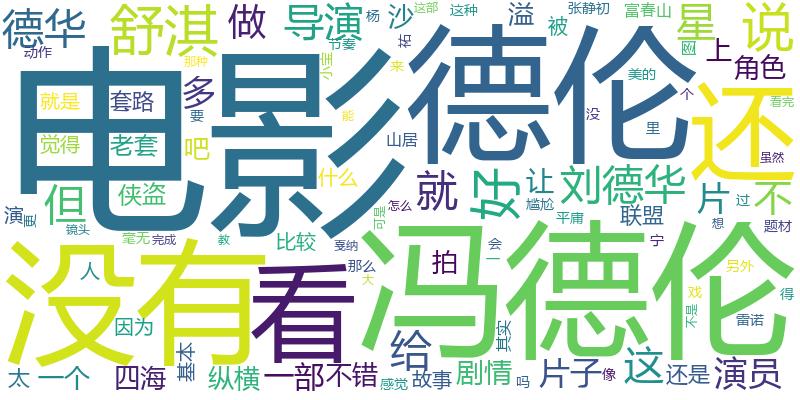 德华 舒淇 做 导演 沙 溢 被 张静初 富春山 星 说
动作 杨 祐 节奏 小宝 来 这部 这种 图 上 角色
那种 就是 套路 多 要 能 美的 个 看完
电影 德伦 还
觉得 老套 吧 山居 没 里 虽然
但 侠盗 什么 就 好 让 刘德华 片 不
演 更 镜头 毫无 完成 教 比较 怎么 可是 尴尬 平庸 联盟 过 想 题材
没有 看 冯德伦
人 因为 那么 大 戛纳 拍 会 一 宁 另外 戏 不是 得 雷诺
太 一个 四海 基本 纵横 一部 不错 感觉 给 故事 剧情 其实 吗 片子 像 这 还是 演员